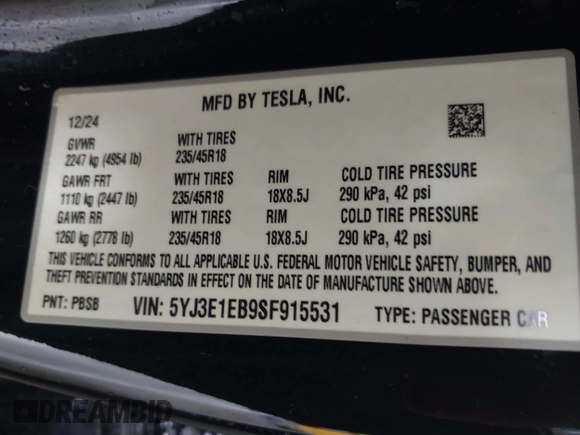 MFD BY TESLA, INC.
12/24
GVWR WITH TIRES
2247 kg (4954 lb) 235/45R18
GAWR FRT WITH TIRES RIM COLD TIRE PRESSURE
1110 kg (2447 lb) 235/45R18 18X8.5J 290 kPa, 42 psi
GAWR RR WITH TIRES RIM COLD TIRE PRESSURE
1260 kg (2778 lb) 235/45R18 18X8.5J 290 kPa, 42 psi
THIS VEHICLE CONFORMS TO ALL APPLICABLE U.S. FEDERAL MOTOR VEHICLE SAFETY, BUMPER, AND
THEFT PREVENTION STANDARDS IN EFFECT ON THE DATE OF MANUFACTURE SHOWN ABOVE.
PNT: PBSB VIN: 5YJ3E1EB9SF915531 TYPE: PASSENGER CAR
DREAMBID